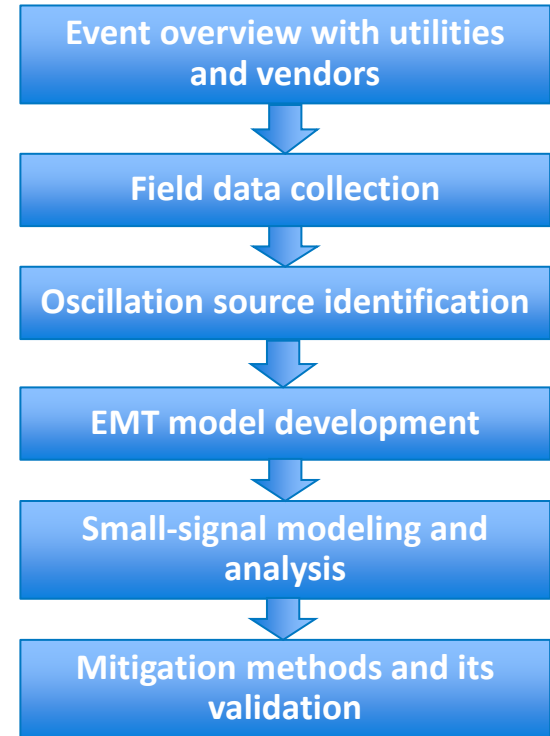 Event overview with utilities
and vendors
Field data collection
Oscillation source identification
EMT model development
Small-signal modeling and
analysis
Mitigation methods and its
validation